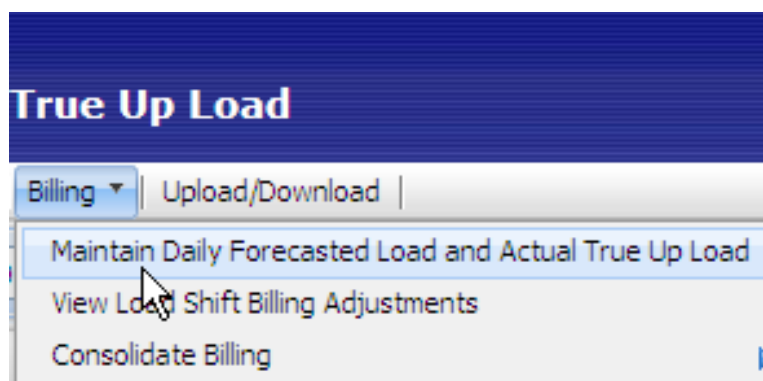 True Up Load
Billing Upload/Download
Maintain Daily Forecasted Load and Actual True Up Load
View Load Shift Billing Adjustments
Consolidate Billing